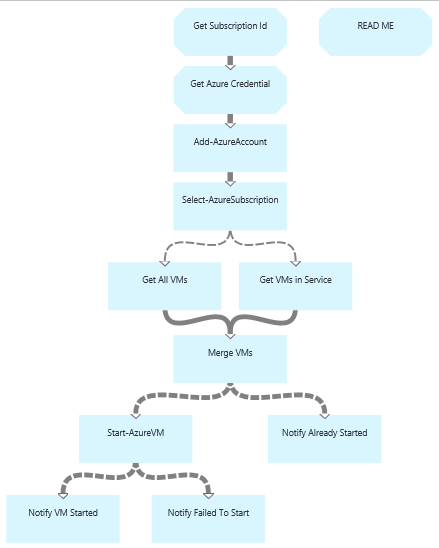 Get Subscription Id
READ ME
Get Azure Credential
Add-AzureAccount
Select-AzureSubscription
Get All VMs
Get VMs in Service
Merge VMs
Start-AzureVM
Notify Already Started
Notify VM Started
Notify Failed To Start